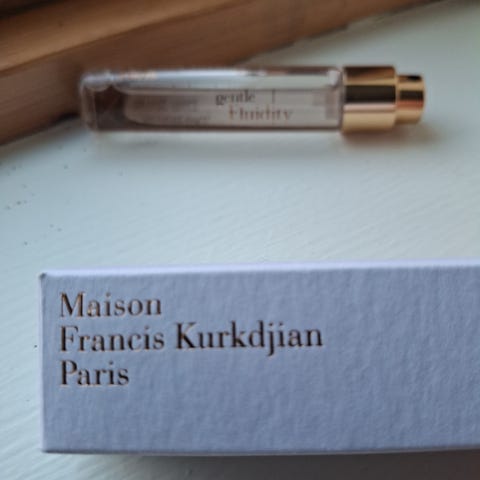 gentle
fluidity
Maison
Francis Kurkdjian
Paris